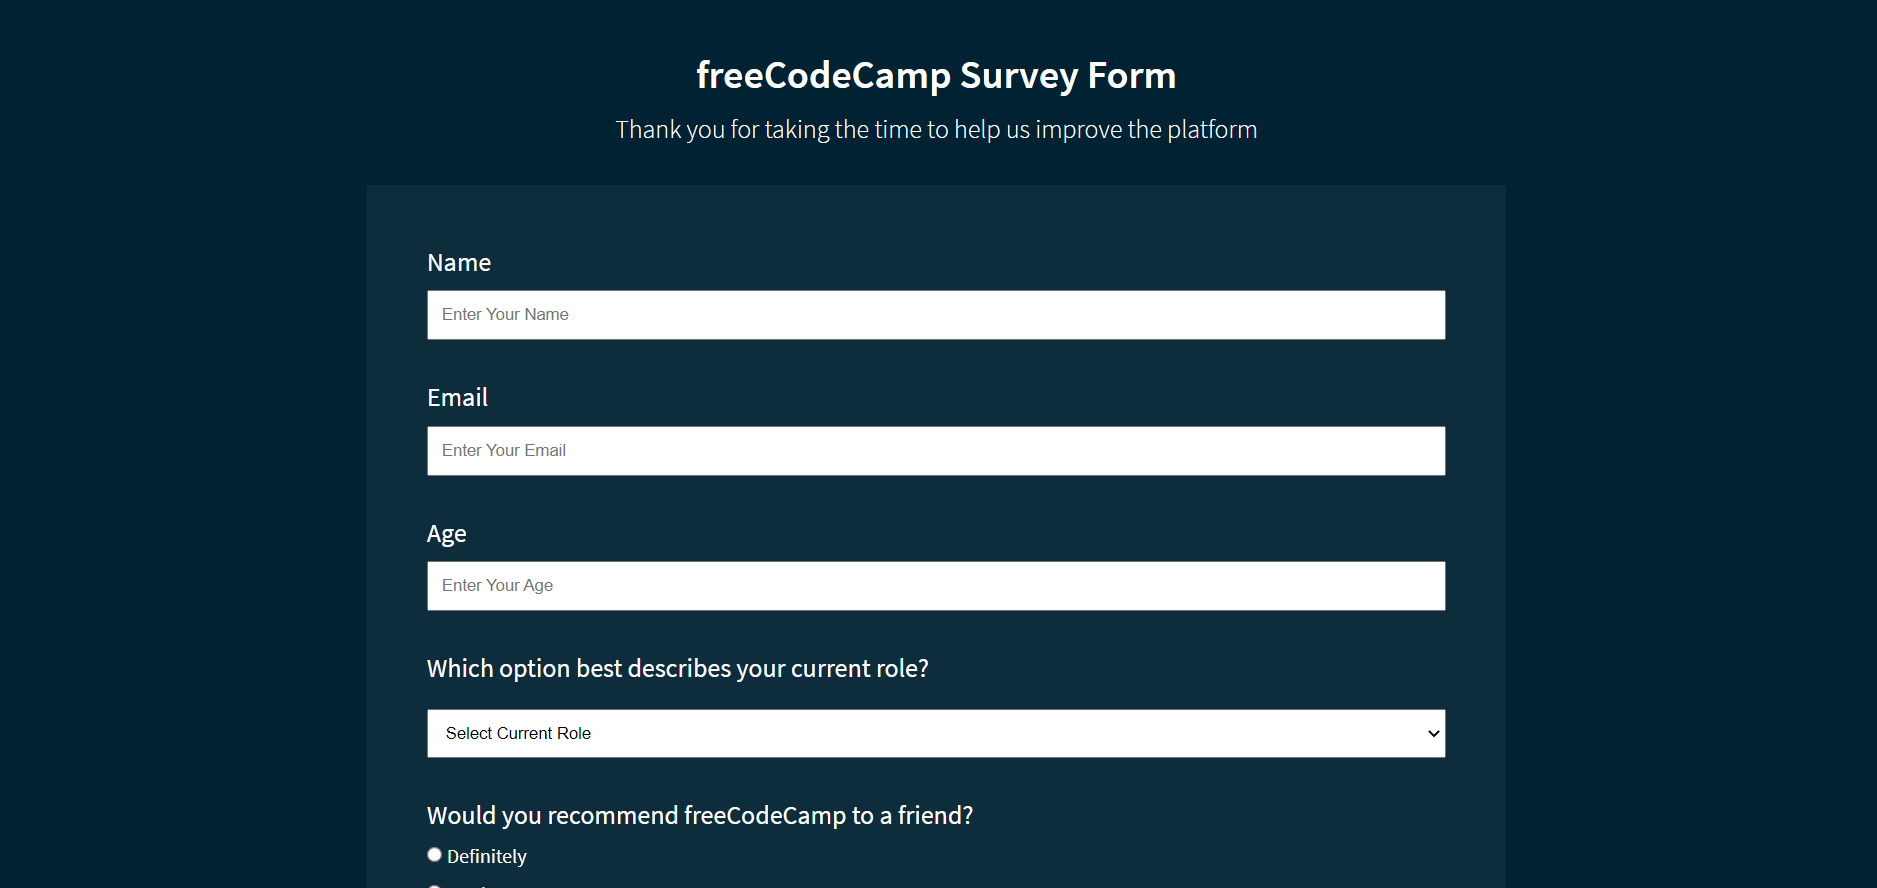 freeCodeCamp Survey Form
Thank you for taking the time to help us improve the platform
Name
Enter Your Name
Email
Enter Your Email
Age
Enter Your Age
Which option best describes your current role?
Select Current Role
Would you recommend freeCodeCamp to a friend?
Definitely